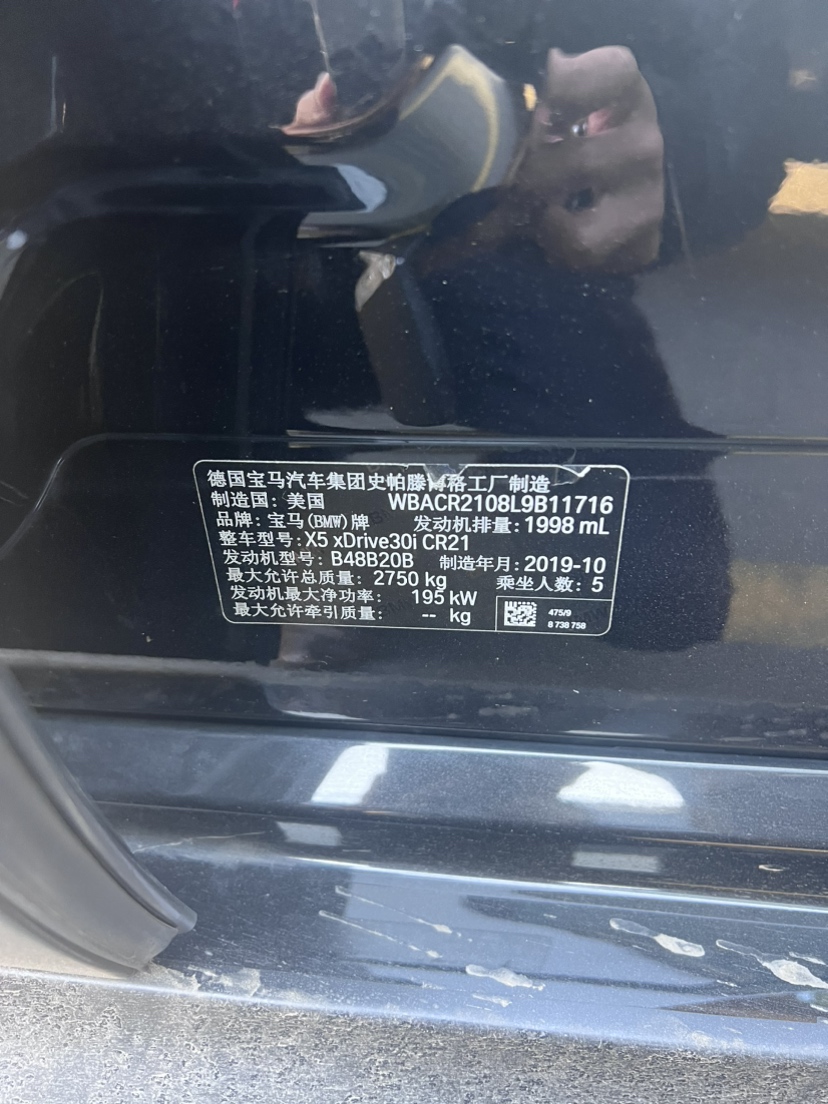 德国宝马汽车集团史帕滕博格工厂制造
制造国：美国 WBACR2108L9B11716
品牌：宝马(BMW)牌 发动机排量：1998 mL
整车型号：X5 xDrive30i CR21
发动机型号：B48B20B 制造年月：2019-10
最大允许总质量：2750 kg 乘坐人数：5
发动机最大净功率： 195 kW
最大允许牵引质量： -- kg
475/9
8 738 758